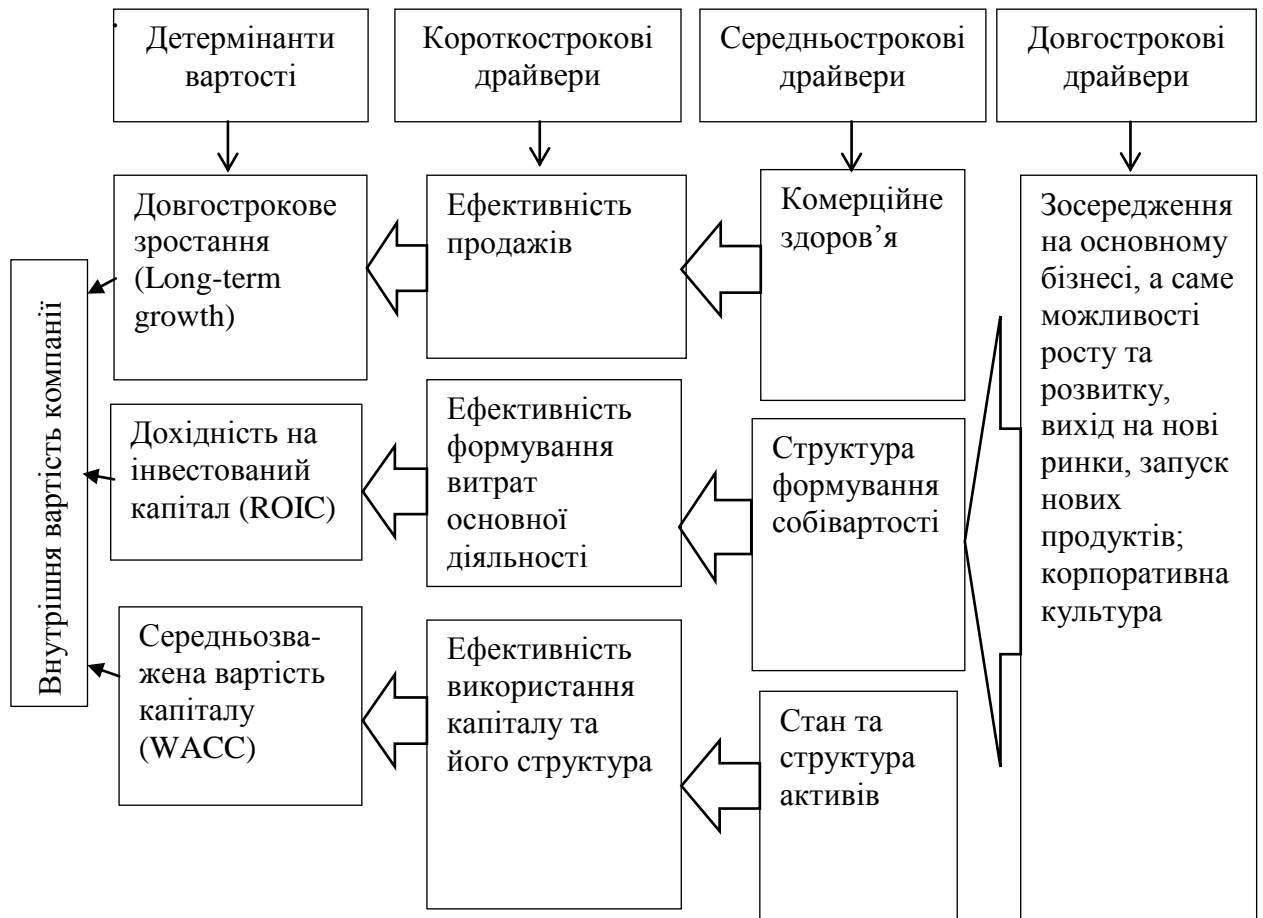 Детермінанти
вартості
Короткострокові
драйвери
Середньострокові
драйвери
Довгострокові
драйвери
Внутрішня вартість компанії
Довгострокове
зростання
(Long-term
growth)
Ефективність
продажів
Комерційне
здоров’я
Зосередження
на основному
бізнесі, а саме
можливості
росту та
розвитку,
вихід на нові
ринки, запуск
нових
продуктів;
корпоративна
культура
Дохідність на
інвестований
капітал (ROIC)
Ефективність
формування
витрат
основної
діяльності
Структура
формування
собівартості
Середньозва-
жена вартість
капіталу
(WACC)
Ефективність
використання
капіталу та
його структура
Стан та
структура
активів